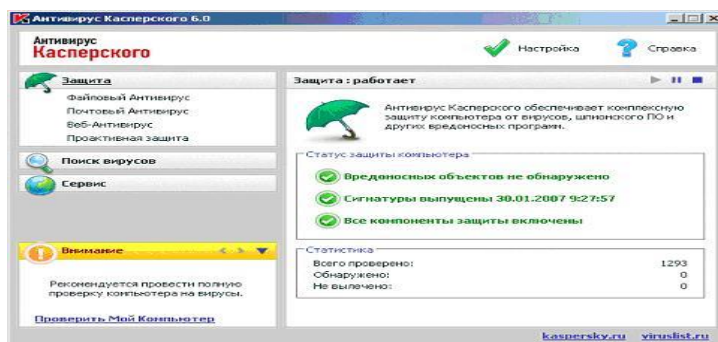 Антивирус Касперского 6.0
Антивирус
Касперского
Настройка
Справка
Защита
Файловый Антивирус
Почтовый Антивирус
Веб-Антивирус
Проактивная защита
Поиск вирусов
Сервис
Внимание
Рекомендуется провести полную
проверку компьютера на вирусы.
Проверить Мой Компьютер
Защита : работает
Антивирус Касперского обеспечивает комплексную
защиту компьютера от вирусов, шпионского ПО и
других вредоносных программ.
Статус защиты компьютера
Вредоносных объектов не обнаружено
Сигнатуры выпущены 30.01.2007 9:27:57
Все компоненты защиты включены
Статистика
Всего проверено: 1293
Обнаружено: 0
Не вылечено: 0
kaspersky.ru viruslist.ru